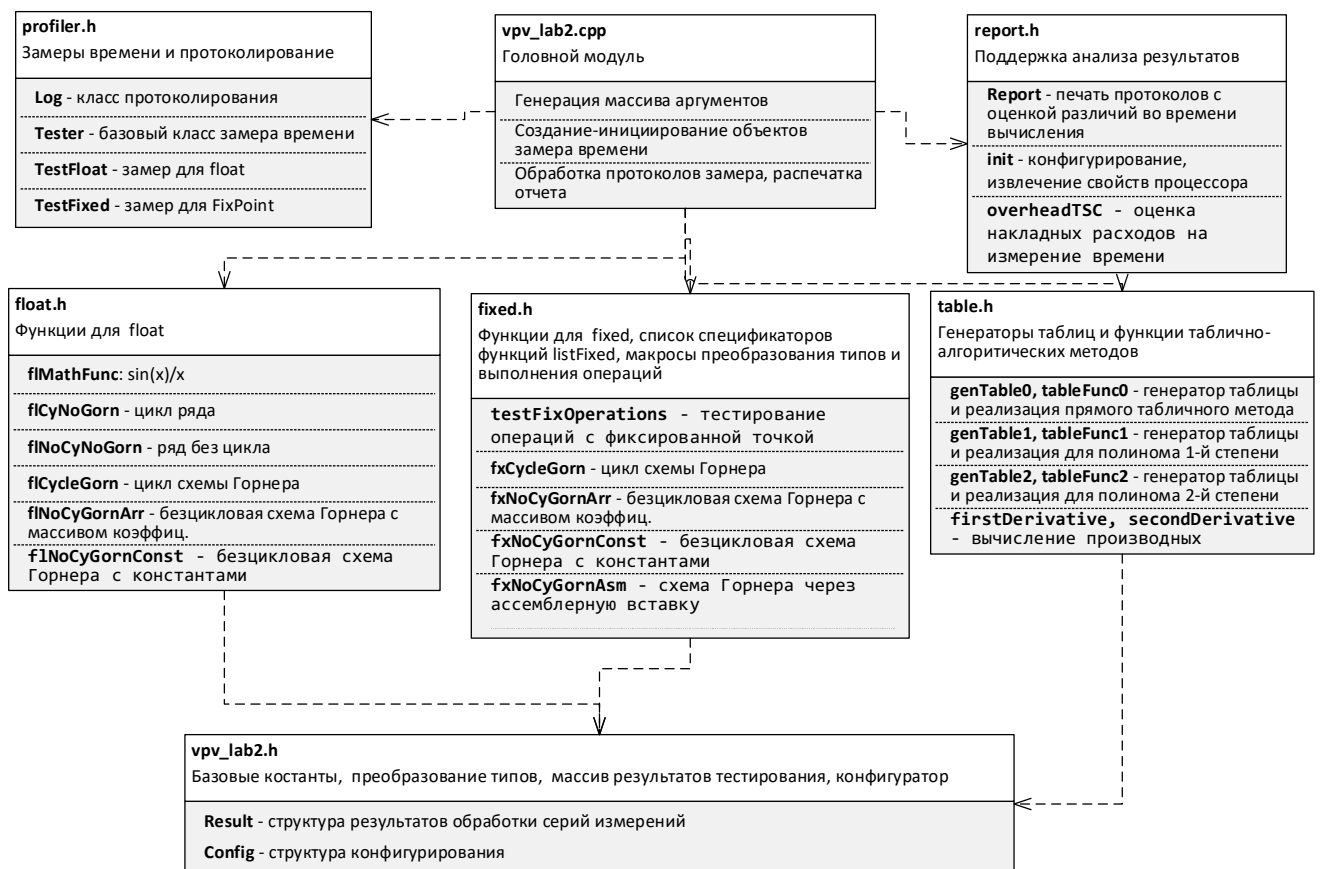 profiler.h
Замеры времени и протоколирование
Log - класс протоколирования
Tester - базовый класс замера времени
TestFloat - замер для float
TestFixed - замер для FixPoint
vpv_lab2.cpp
Головной модуль
Генерация массива аргументов
Создание-инициирование объектов
замера времени
Обработка протоколов замера, распечатка
отчета
report.h
Поддержка анализа результатов
Report - печать протоколов с
оценкой различий во времени
вычисления
init - конфигурирование,
извлечение свойств процессора
overheadTSC - оценка
накладных расходов на
измерение времени
float.h
Функции для float
flMathFunc: sin(x)/x
flCyNoGorn - цикл ряда
flNoCyNoGorn - ряд без цикла
flCycleGorn - цикл схемы Горнера
flNoCyGornArr - безцикловая схема Горнера с
массивом коэффиц.
flNoCyGornConst - безцикловая схема
Горнера с константами
fixed.h
Функции для fixed, список спецификаторов
функций listFixed, макросы преобразования типов и
выполнения операций
testFixOperations - тестирование
операций с фиксированной точкой
fxCycleGorn - цикл схемы Горнера
fxNoCyGornArr - безцикловая схема Горнера с
массивом коэффиц.
fxNoCyGornConst - безцикловая схема
Горнера с константами
fxNoCyGornAsm - схема Горнера через
ассемблерную вставку
table.h
Генераторы таблиц и функции таблично-
алгоритических методов
genTable0, tableFunc0 - генератор таблицы
и реализация прямого табличного метода
genTable1, tableFunc1 - генератор таблицы
и реализация для полинома 1-й степени
genTable2, tableFunc2 - генератор таблицы
и реализация для полинома 2-й степени
firstDerivative, secondDerivative
- вычисление производных
vpv_lab2.h
Базовые костанты, преобразование типов, массив результатов тестирования, конфигуратор
Result - структура результатов обработки серий измерений
Config - структура конфигурирования